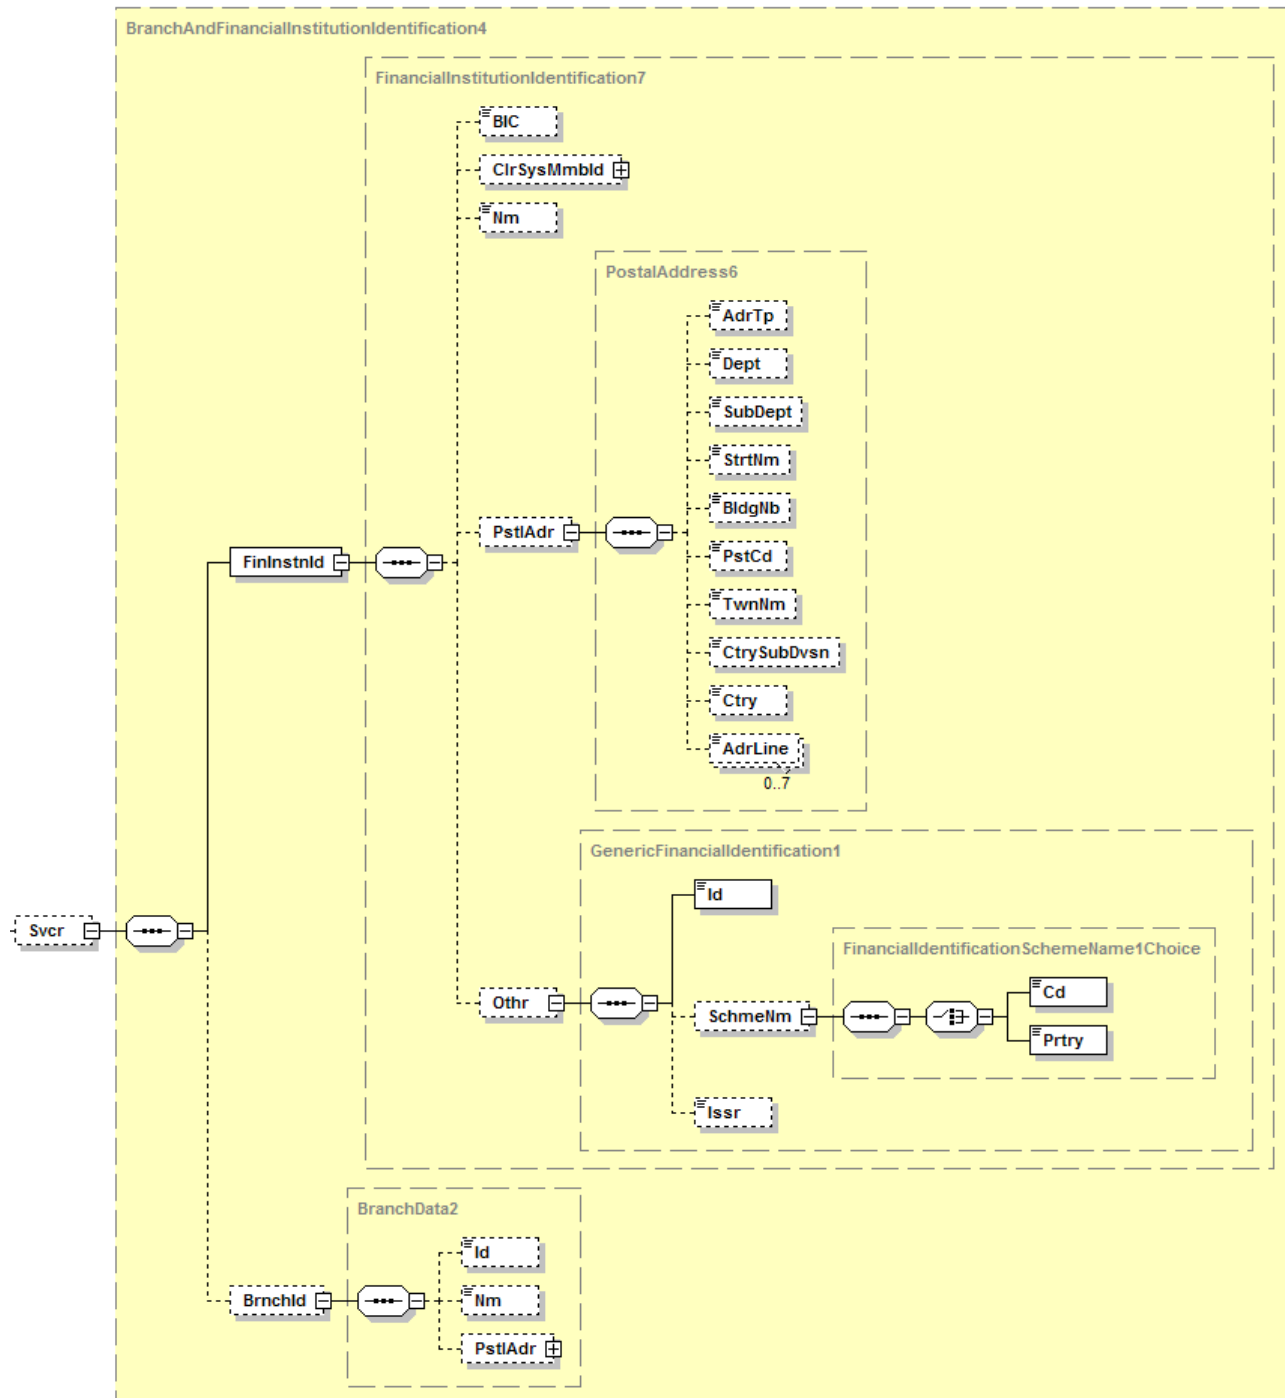 BranchAndFinancialInstitutionIdentification4
FinancialInstitutionIdentification7
BIC
ClrSysMmbId
Nm
PostalAddress6
AdrTp
Dept
SubDept
StrtNm
BldgNb
PstlAdr
PstCd
FinInstnId
TwnNm
CtrySubDvsn
Ctry
AdrLine
0..7
GenericFinancialIdentification1
Id
Svcr
FinancialIdentificationSchemeName1Choice
Cd
Othr
SchmeNm
Prtry
Issr
BranchData2
Id
BrnchId
Nm
PstlAdr